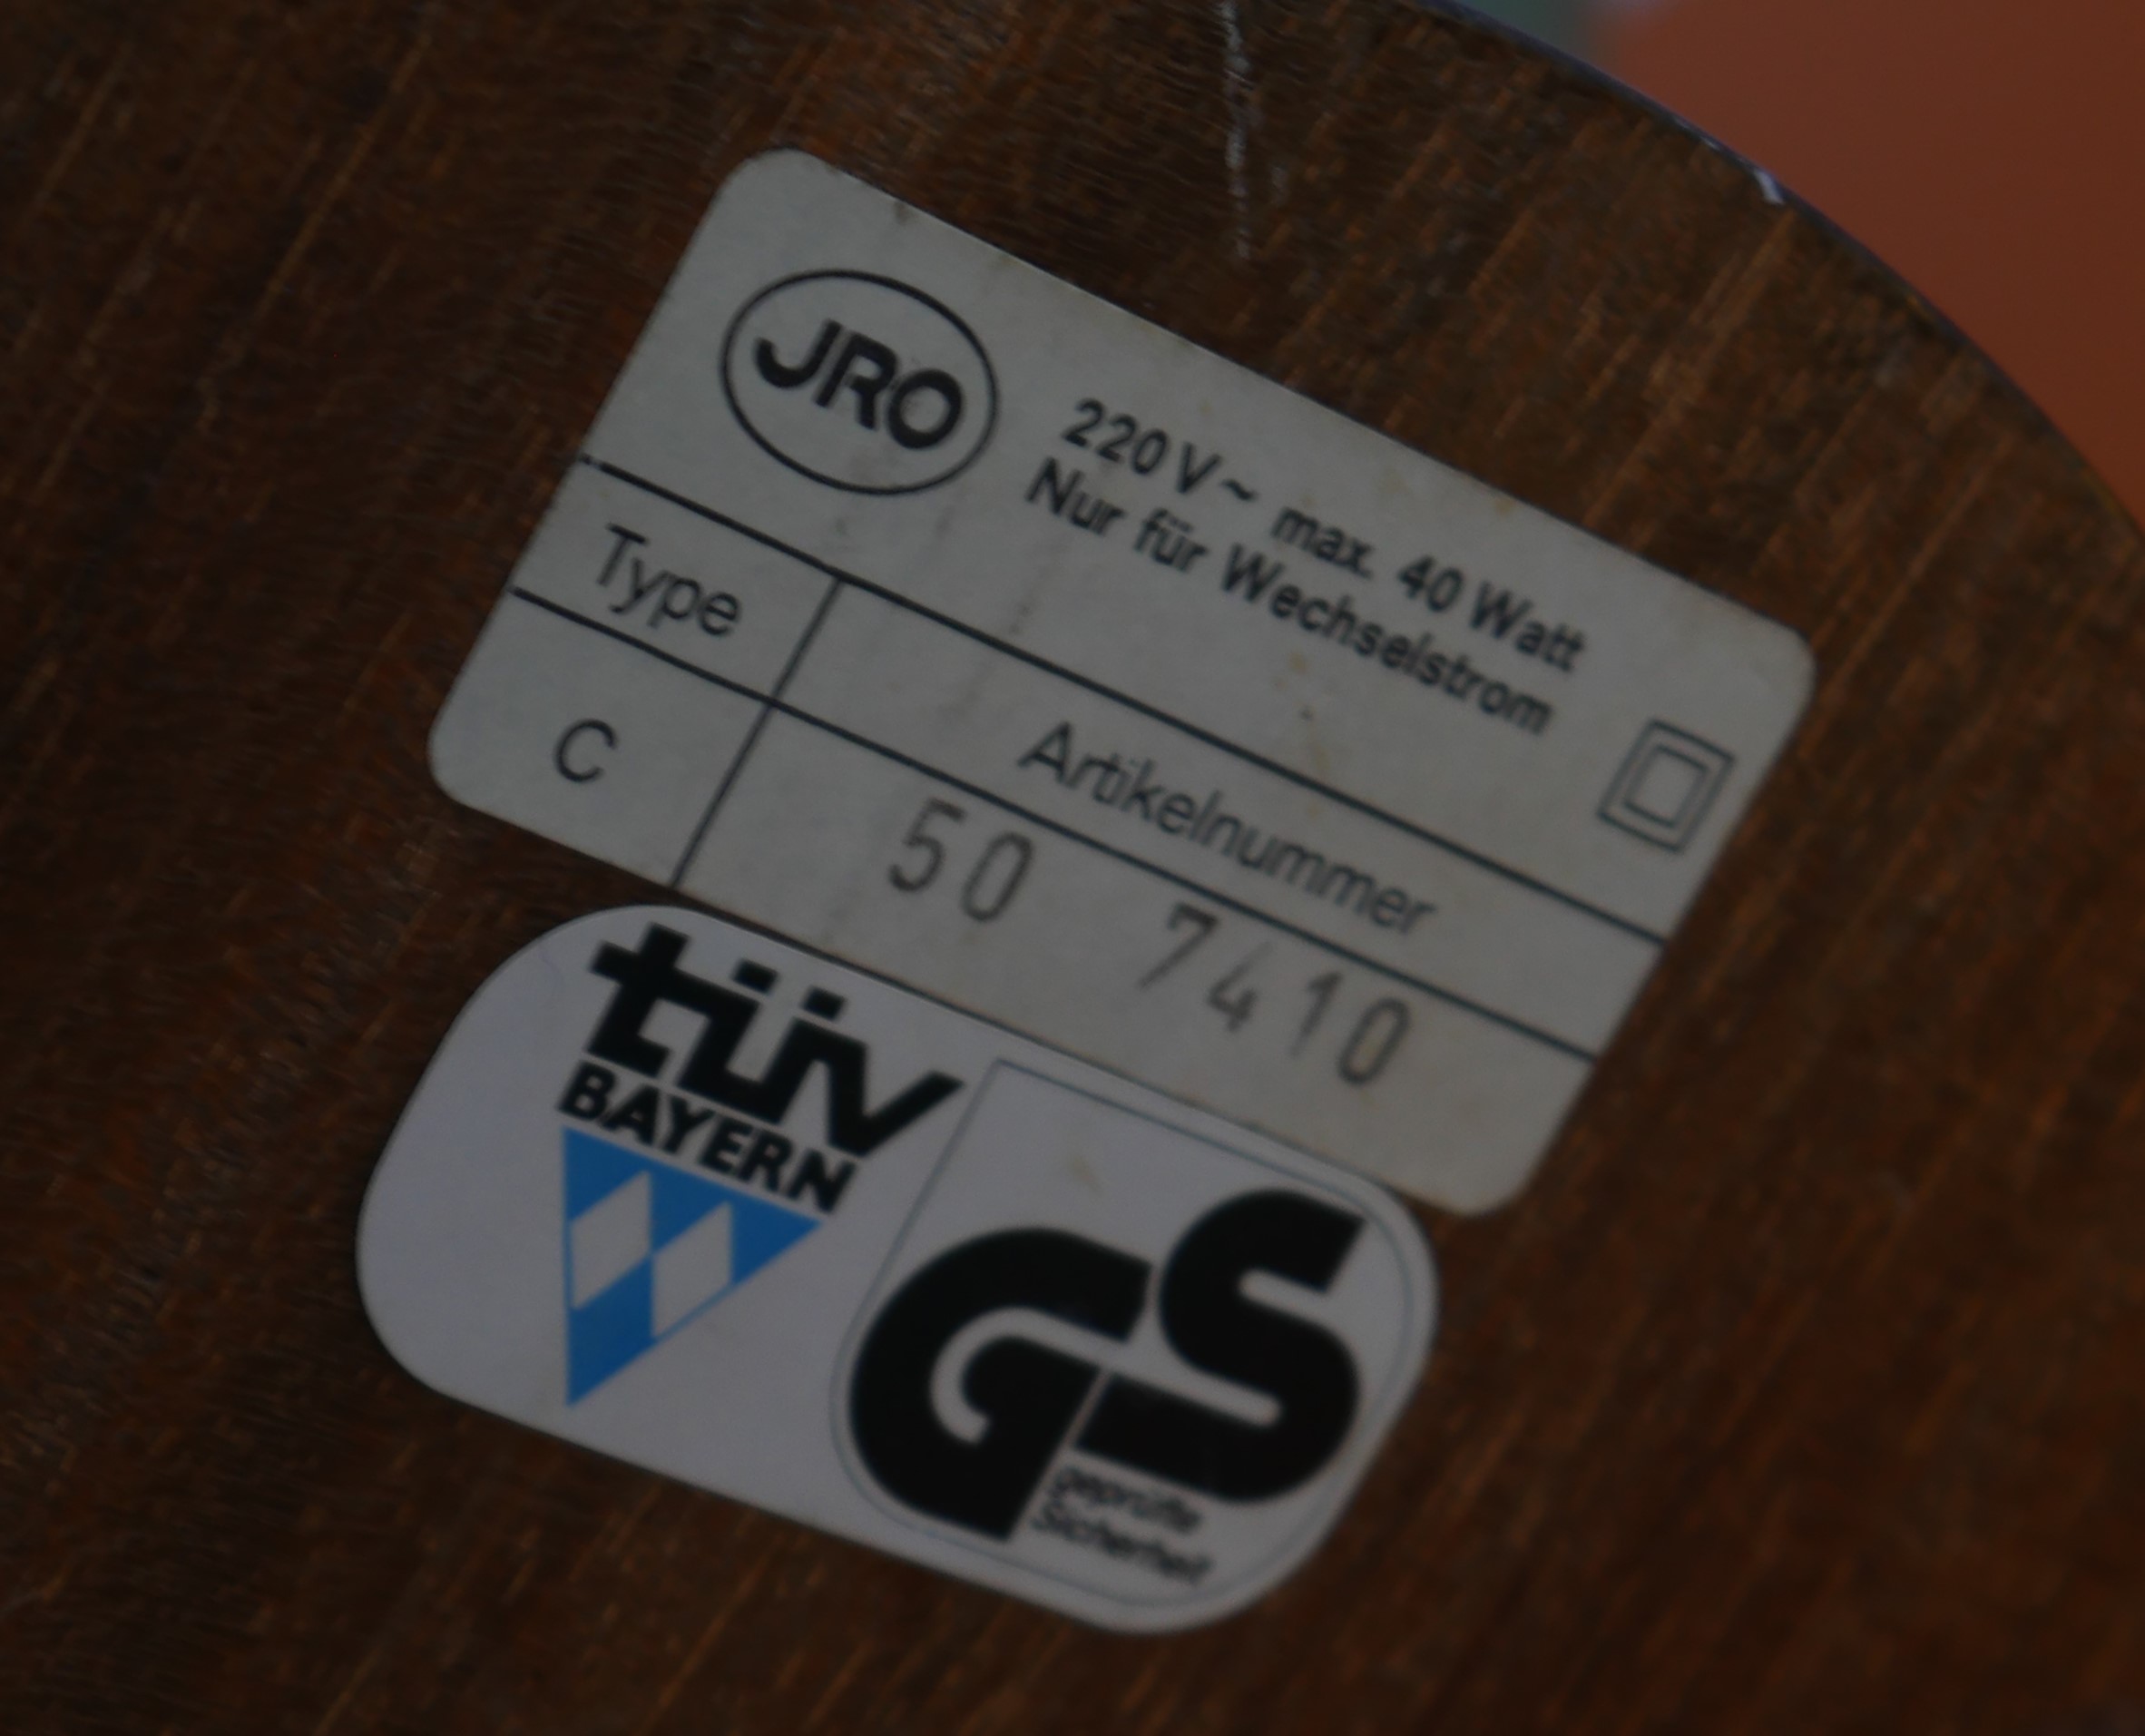 JRO
220 V~ max. 40 Watt
Nur für Wechselstrom
Type
Artikelnummer
C
50 7410
TÜV
BAYERN
GS
geprüfte
Sicherheit